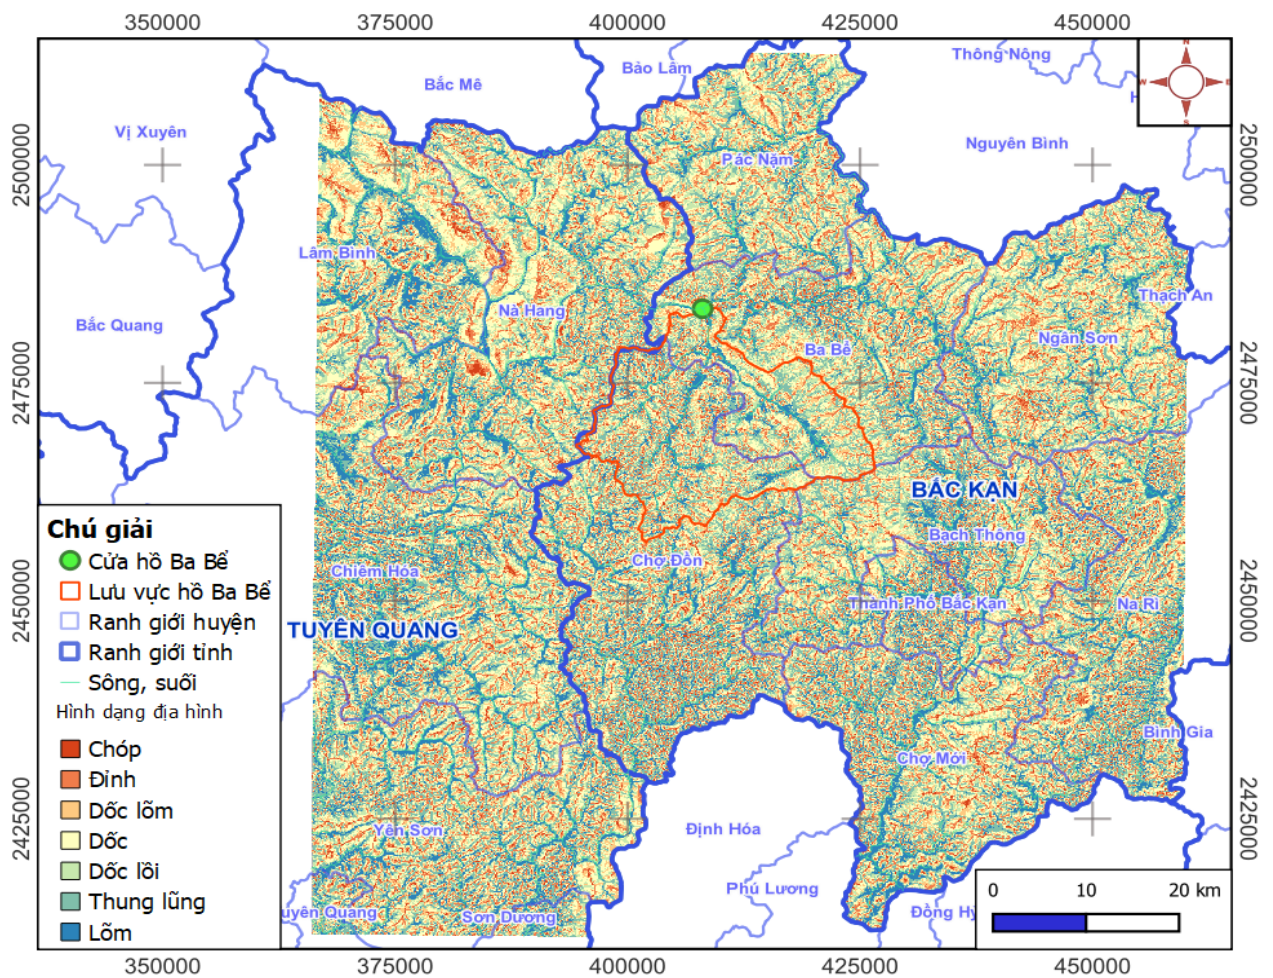 350000 375000 400000 425000 450000
Thông Nông
Bảo Lâm
Bắc Mê
Vị Xuyên
Nguyên Bình
Pác Nặm
2500000
2500000
Lâm Bình
Thạch An
Nà Hang
Bắc Quang
Ngân Sơn
Ba Bể
2475000
2475000
BẮC KẠN
Bạch Thông
Chợ Đồn
Chiêm Hóa
Thành Phố Bắc Kạn
Na Rì
2450000
2450000
TUYÊN QUANG
Bình Gia
Chợ Mới
Yên Sơn
Định Hóa
2425000
2425000
Phú Lương
uyên Quang
Sơn Dương
Đồng Hỷ
Chú giải
Cửa hồ Ba Bể
Lưu vực hồ Ba Bể
Ranh giới huyện
Ranh giới tỉnh
Sông, suối
Hình dạng địa hình
Chóp
Đỉnh
Dốc lõm
Dốc
Dốc lồi
Thung lũng
Lõm
0 10 20 km
350000 375000 400000 425000 450000